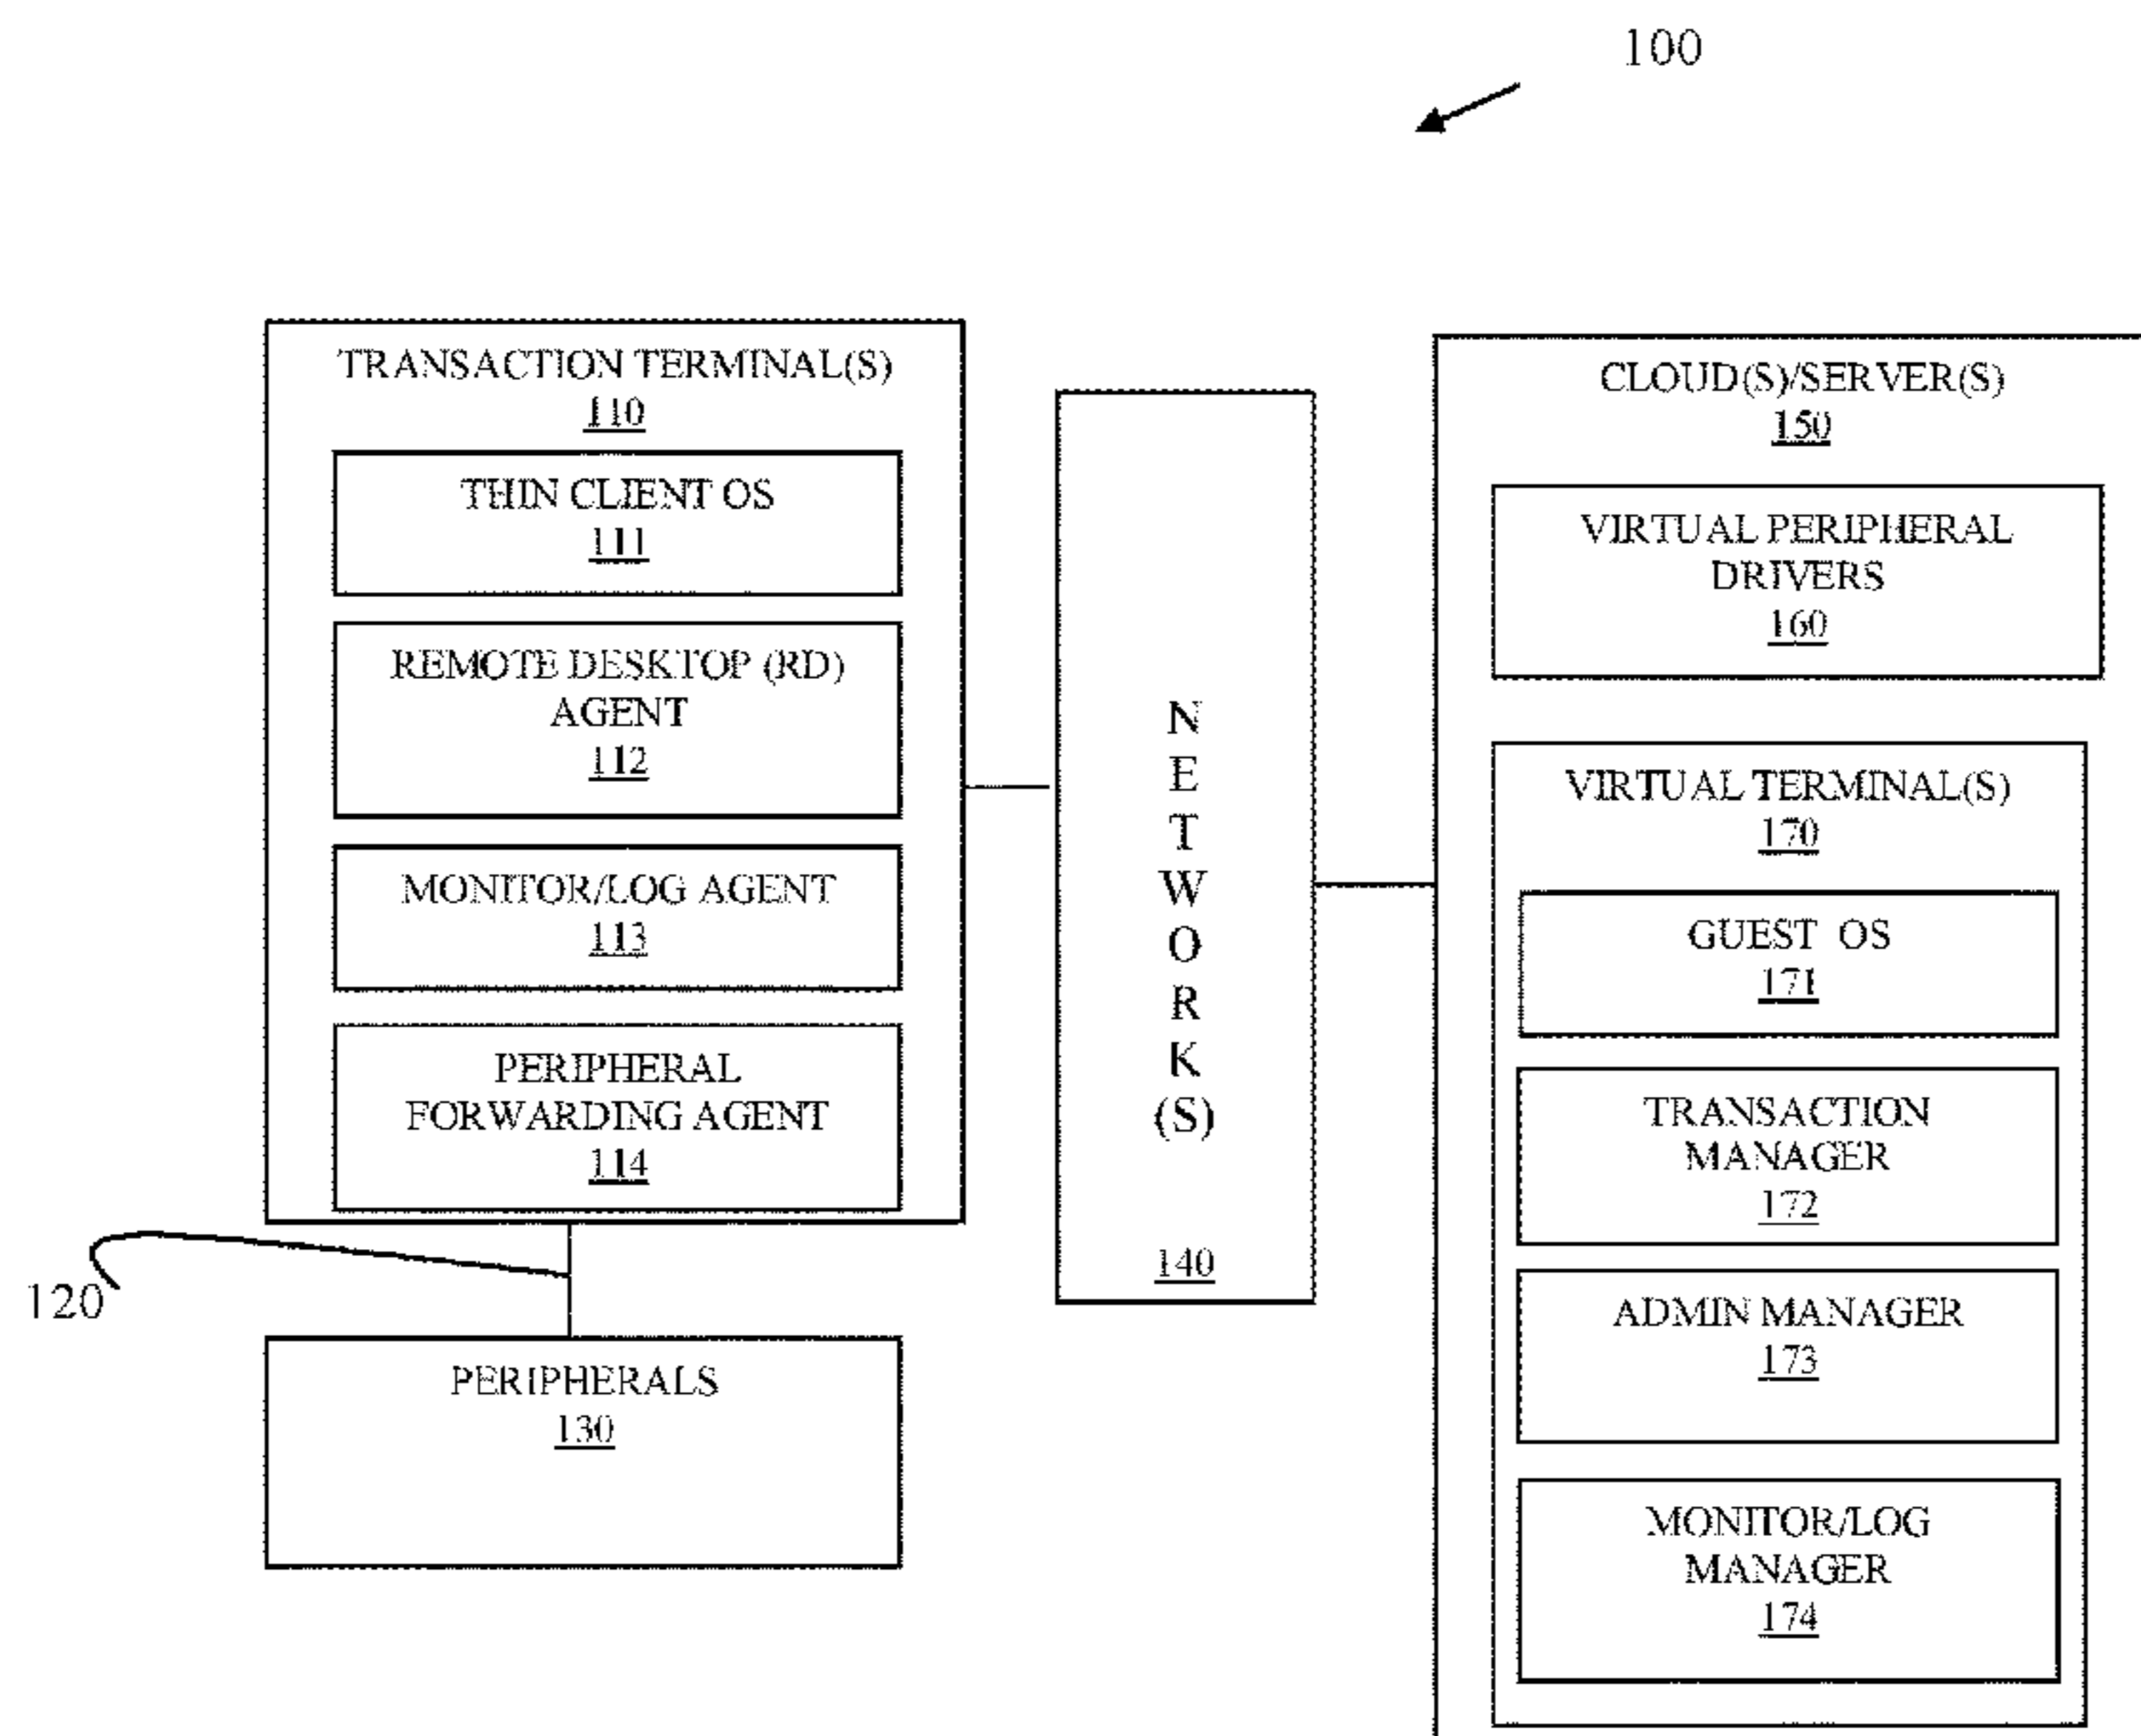 100
TRANSACTION TERMINAL(S)
110
THIN CLIENT OS
111
REMOTE DESKTOP (RD)
AGENT
112
MONITOR/LOG AGENT
113
PERIPHERAL
FORWARDING AGENT
114
120
PERIPHERALS
130
N
E
T
W
O
R
K
(S)
140
CLOUD(S)/SERVER(S)
150
VIRTUAL PERIPHERAL
DRIVERS
160
VIRTUAL TERMINAL(S)
170
GUEST OS
171
TRANSACTION
MANAGER
172
ADMIN MANAGER
173
MONITOR/LOG
MANAGER
174